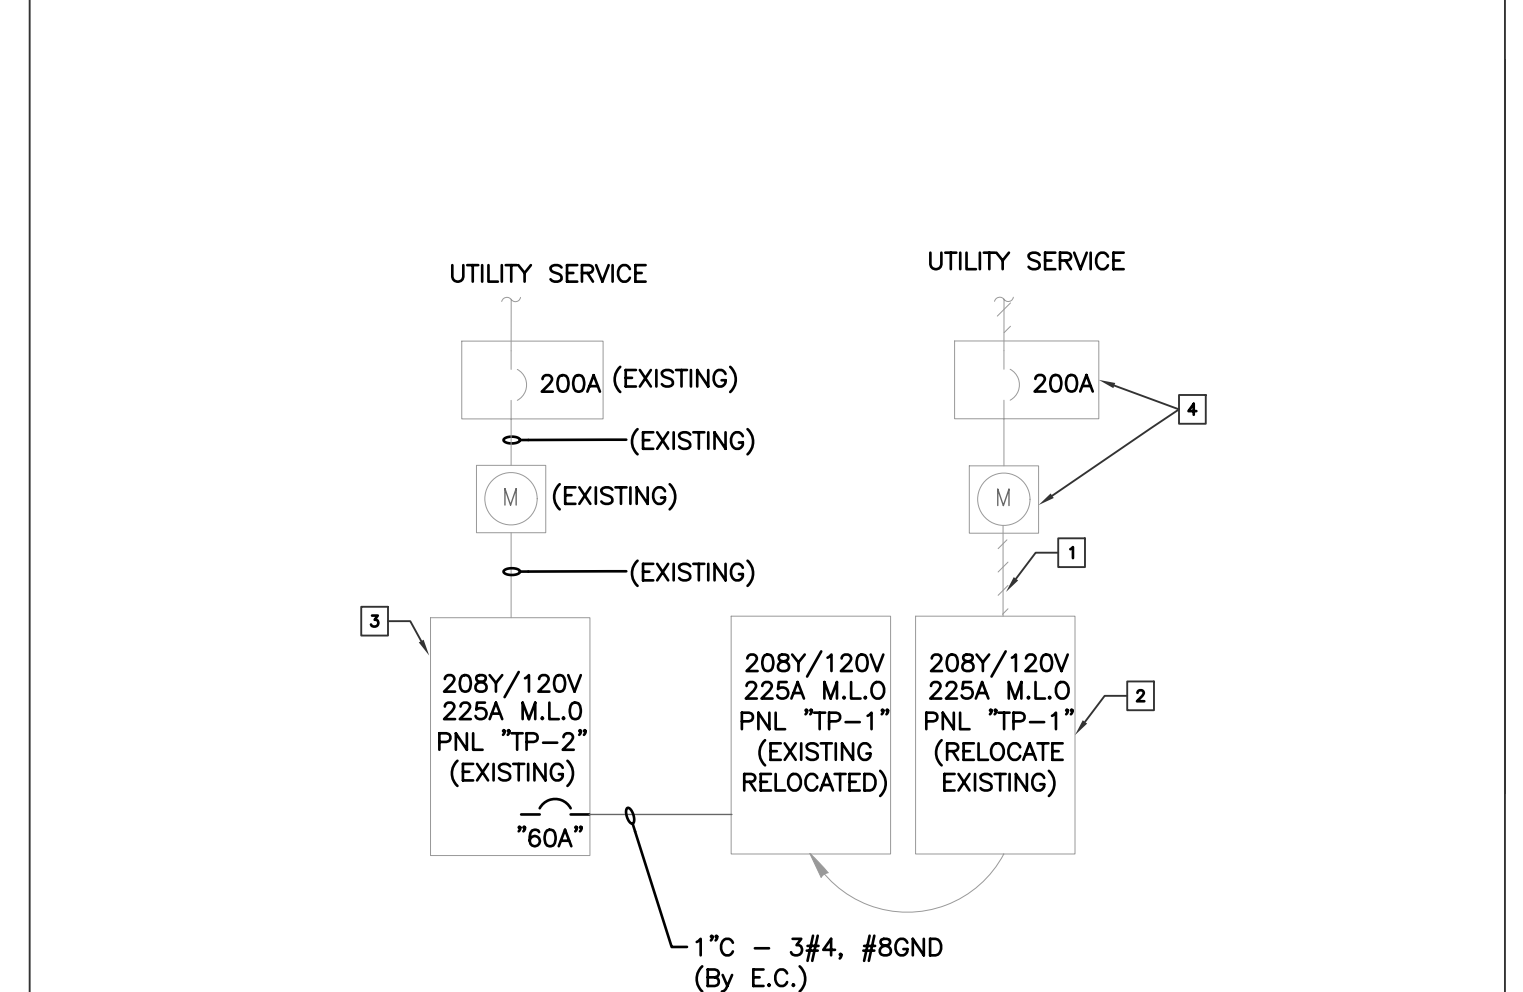 UTILITY SERVICE
200A (EXISTING)
(EXISTING)
M (EXISTING)
(EXISTING)
3
208Y/120V
225A M.L.O
PNL "TP-2"
(EXISTING)
"60A"
208Y/120V
225A M.L.O
PNL "TP-1"
(EXISTING
RELOCATED)
1"C - 3#4, #8GND
(By E.C.)
UTILITY SERVICE
200A
4
M
1
208Y/120V
225A M.L.O
PNL "TP-1"
(RELOCATE
EXISTING)
2